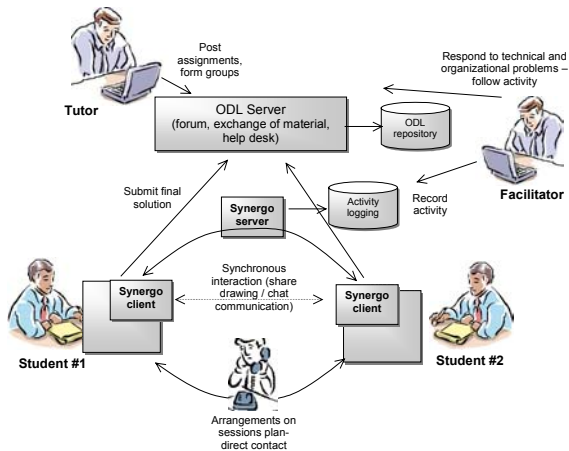 Post
assignments,
form groups
Respond to technical and
organizational problems –
follow activity
Tutor
ODL Server
(forum, exchange of material,
help desk)
ODL
repository
Facilitator
Submit final
solution
Synergo
server
Activity
logging
Record
activity
Synergo
client
Synchronous
interaction (share
drawing / chat
communication)
Synergo
client
Student #1
Student #2
Arrangements on
sessions plan-
direct contact